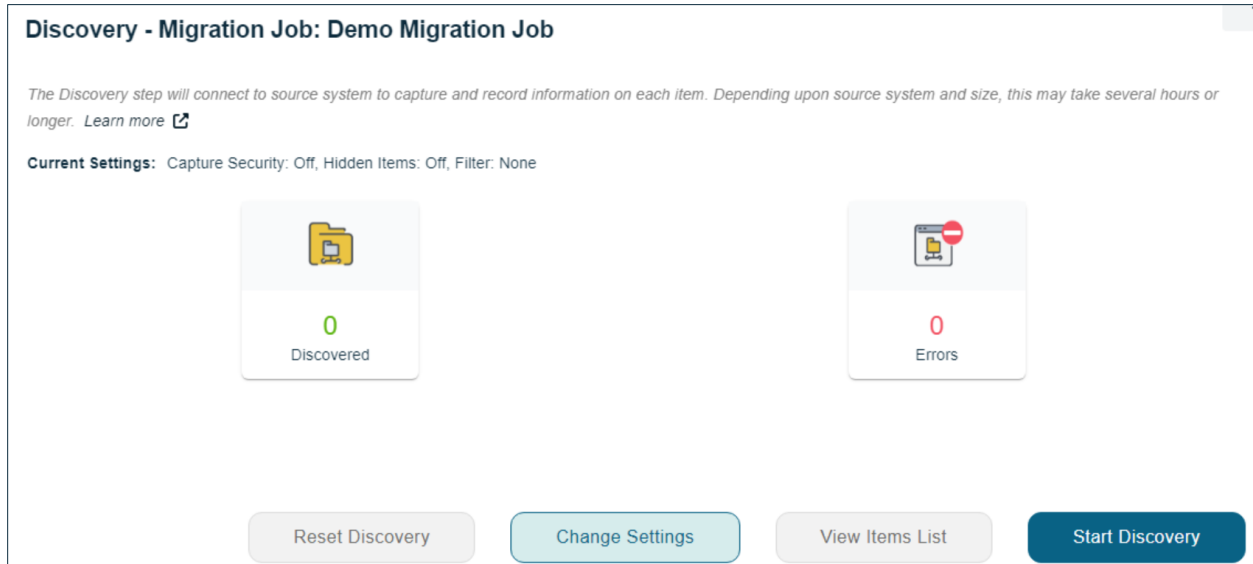 Discovery - Migration Job: Demo Migration Job
The Discovery step will connect to source system to capture and record information on each item. Depending upon source system and size, this may take several hours or
longer. Learn more
Current Settings: Capture Security: Off, Hidden Items: Off, Filter: None
0
Discovered
0
Errors
Reset Discovery
Change Settings
View Items List
Start Discovery